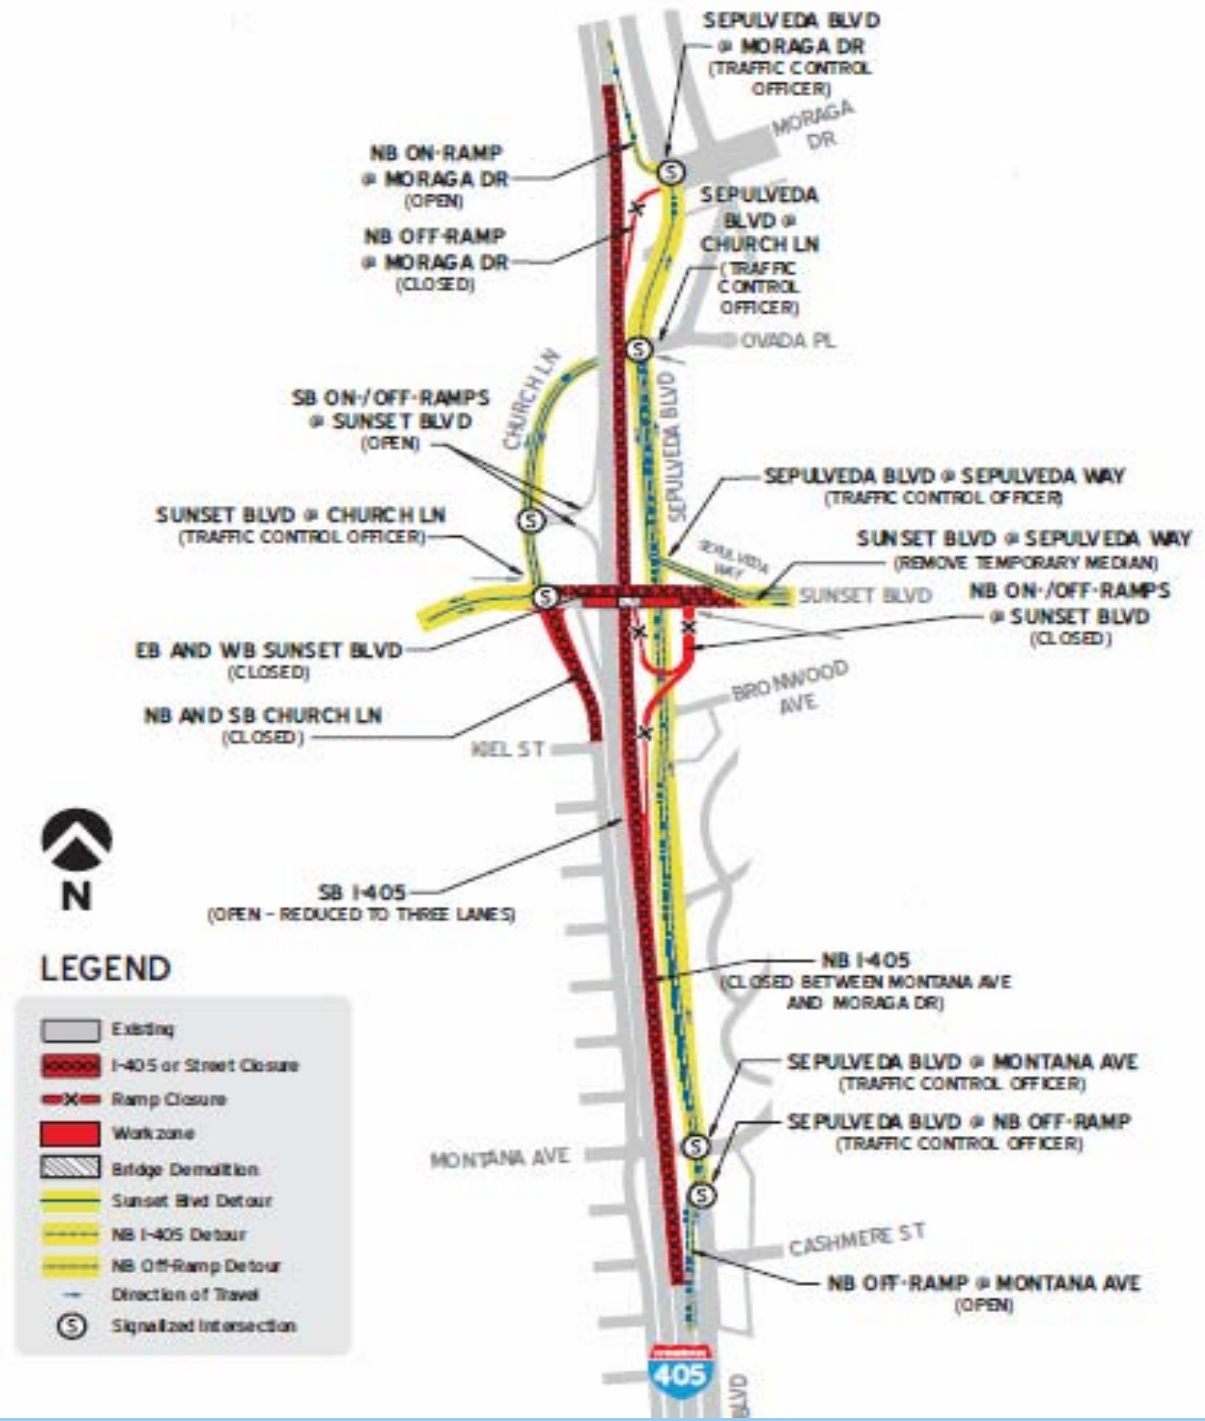 SEPULVEDA BLVD
@ MORAGA DR
(TRAFFIC CONTROL
OFFICER)
MORAGA
DR
NB ON-RAMP
@ MORAGA DR
(OPEN)
SEPULVEDA
BLVD @
CHURCH LN
(TRAFFIC
CONTROL
OFFICER)
NB OFF-RAMP
@ MORAGA DR
(CLOSED)
S
S
OVADA PL
CHURCH LN
SB ON-/OFF-RAMPS
@ SUNSET BLVD
(OPEN)
SEPULVEDA BLVD
SEPULVEDA BLVD @ SEPULVEDA WAY
(TRAFFIC CONTROL OFFICER)
SUNSET BLVD @ CHURCH LN
(TRAFFIC CONTROL OFFICER)
S
SEPULVEDA
WAY
SUNSET BLVD @ SEPULVEDA WAY
(REMOVE TEMPORARY MEDIAN)
S
SUNSET BLVD
NB ON-/OFF-RAMPS
@ SUNSET BLVD
(CLOSED)
EB AND WB SUNSET BLVD
(CLOSED)
BRONWOOD
AVE
NB AND SB CHURCH LN
(CLOSED)
KIEL ST
N
SB I-405
(OPEN - REDUCED TO THREE LANES)
NB I-405
(CLOSED BETWEEN MONTANA AVE
AND MORAGA DR)
LEGEND
Existing
I-405 or Street Closure
Ramp Closure
Workzone
Bridge Demolition
Sunset Blvd Detour
NB I-405 Detour
NB Off-Ramp Detour
Direction of Travel
S Signalized Intersection
SEPULVEDA BLVD @ MONTANA AVE
(TRAFFIC CONTROL OFFICER)
SEPULVEDA BLVD @ NB OFF-RAMP
(TRAFFIC CONTROL OFFICER)
S
MONTANA AVE
S
CASHMERE ST
NB OFF-RAMP @ MONTANA AVE
(OPEN)
405
BLVD